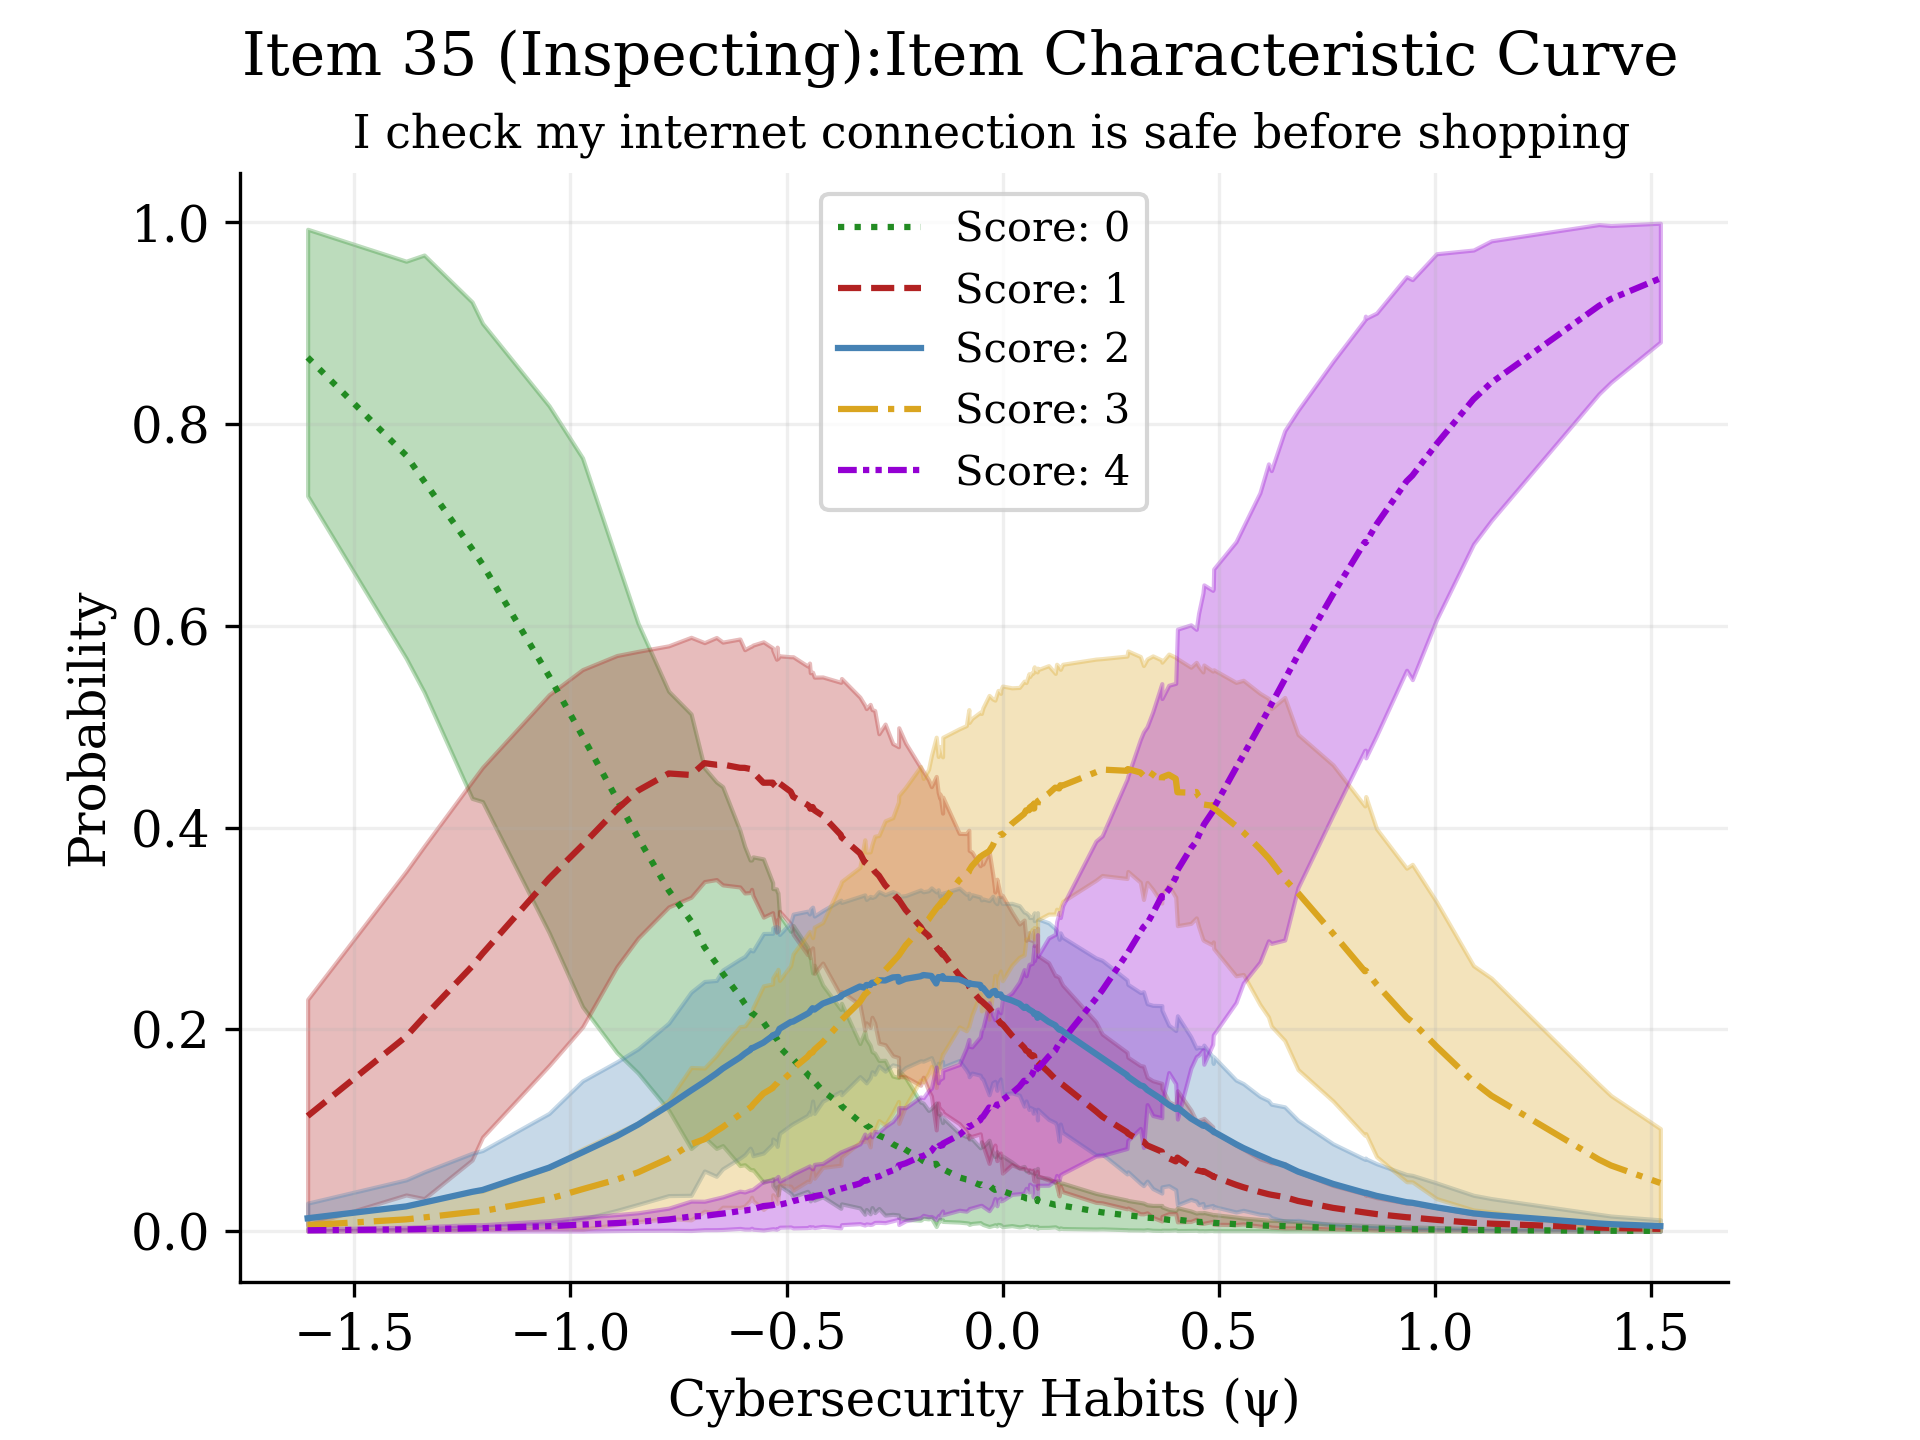 Item 35 (Inspecting):Item Characteristic Curve
I check my internet connection is safe before shopping
Score: 0
Score: 1
Score: 2
Score: 3
Score: 4
Probability
1.0
0.8
0.6
0.4
0.2
0.0
−1.5 −1.0 −0.5 0.0 0.5 1.0 1.5
Cybersecurity Habits (ψ)